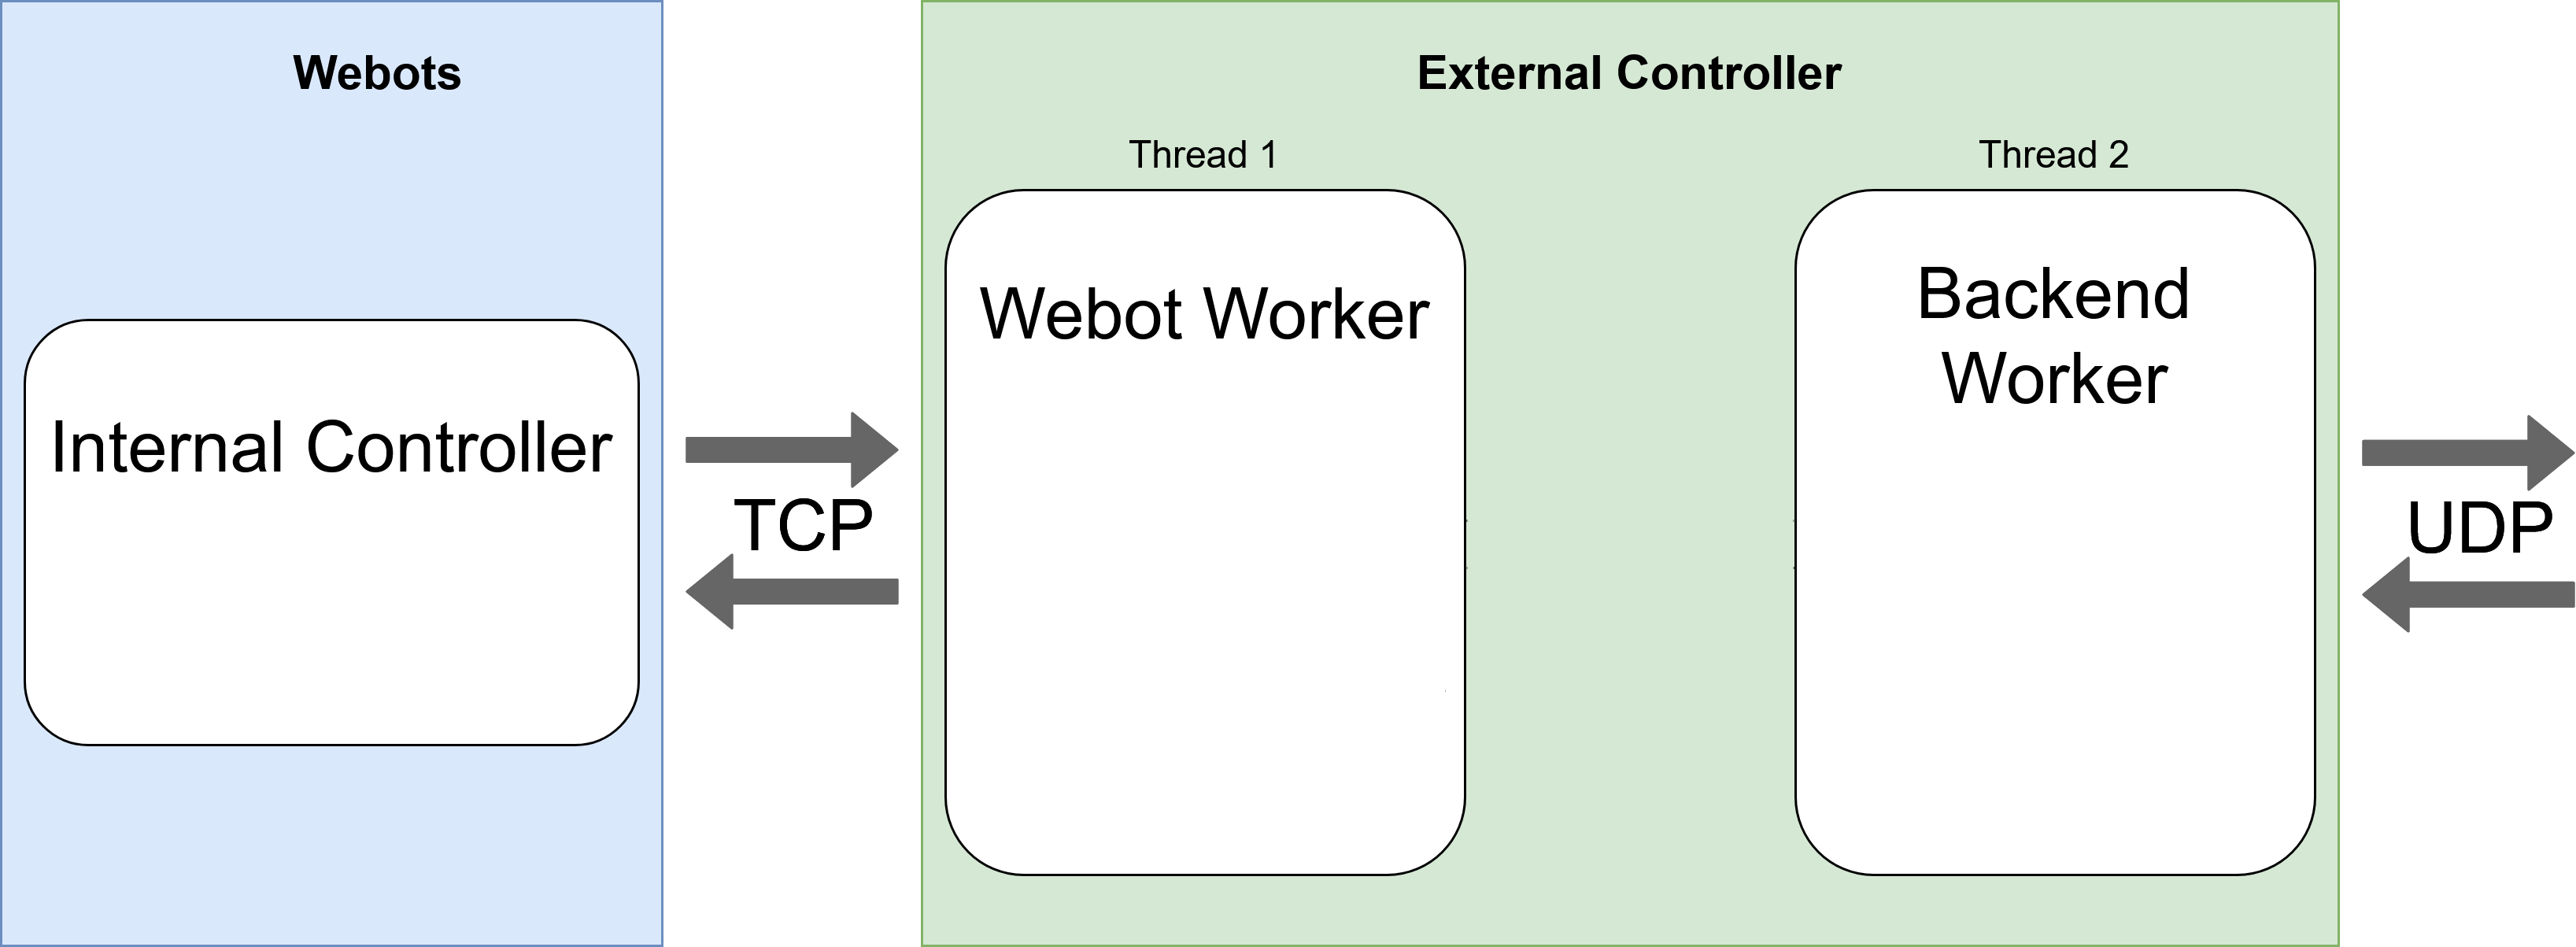 Webots
Internal Controller
TCP
External Controller
Thread 1
Webot Worker
Thread 2
Backend
Worker
UDP